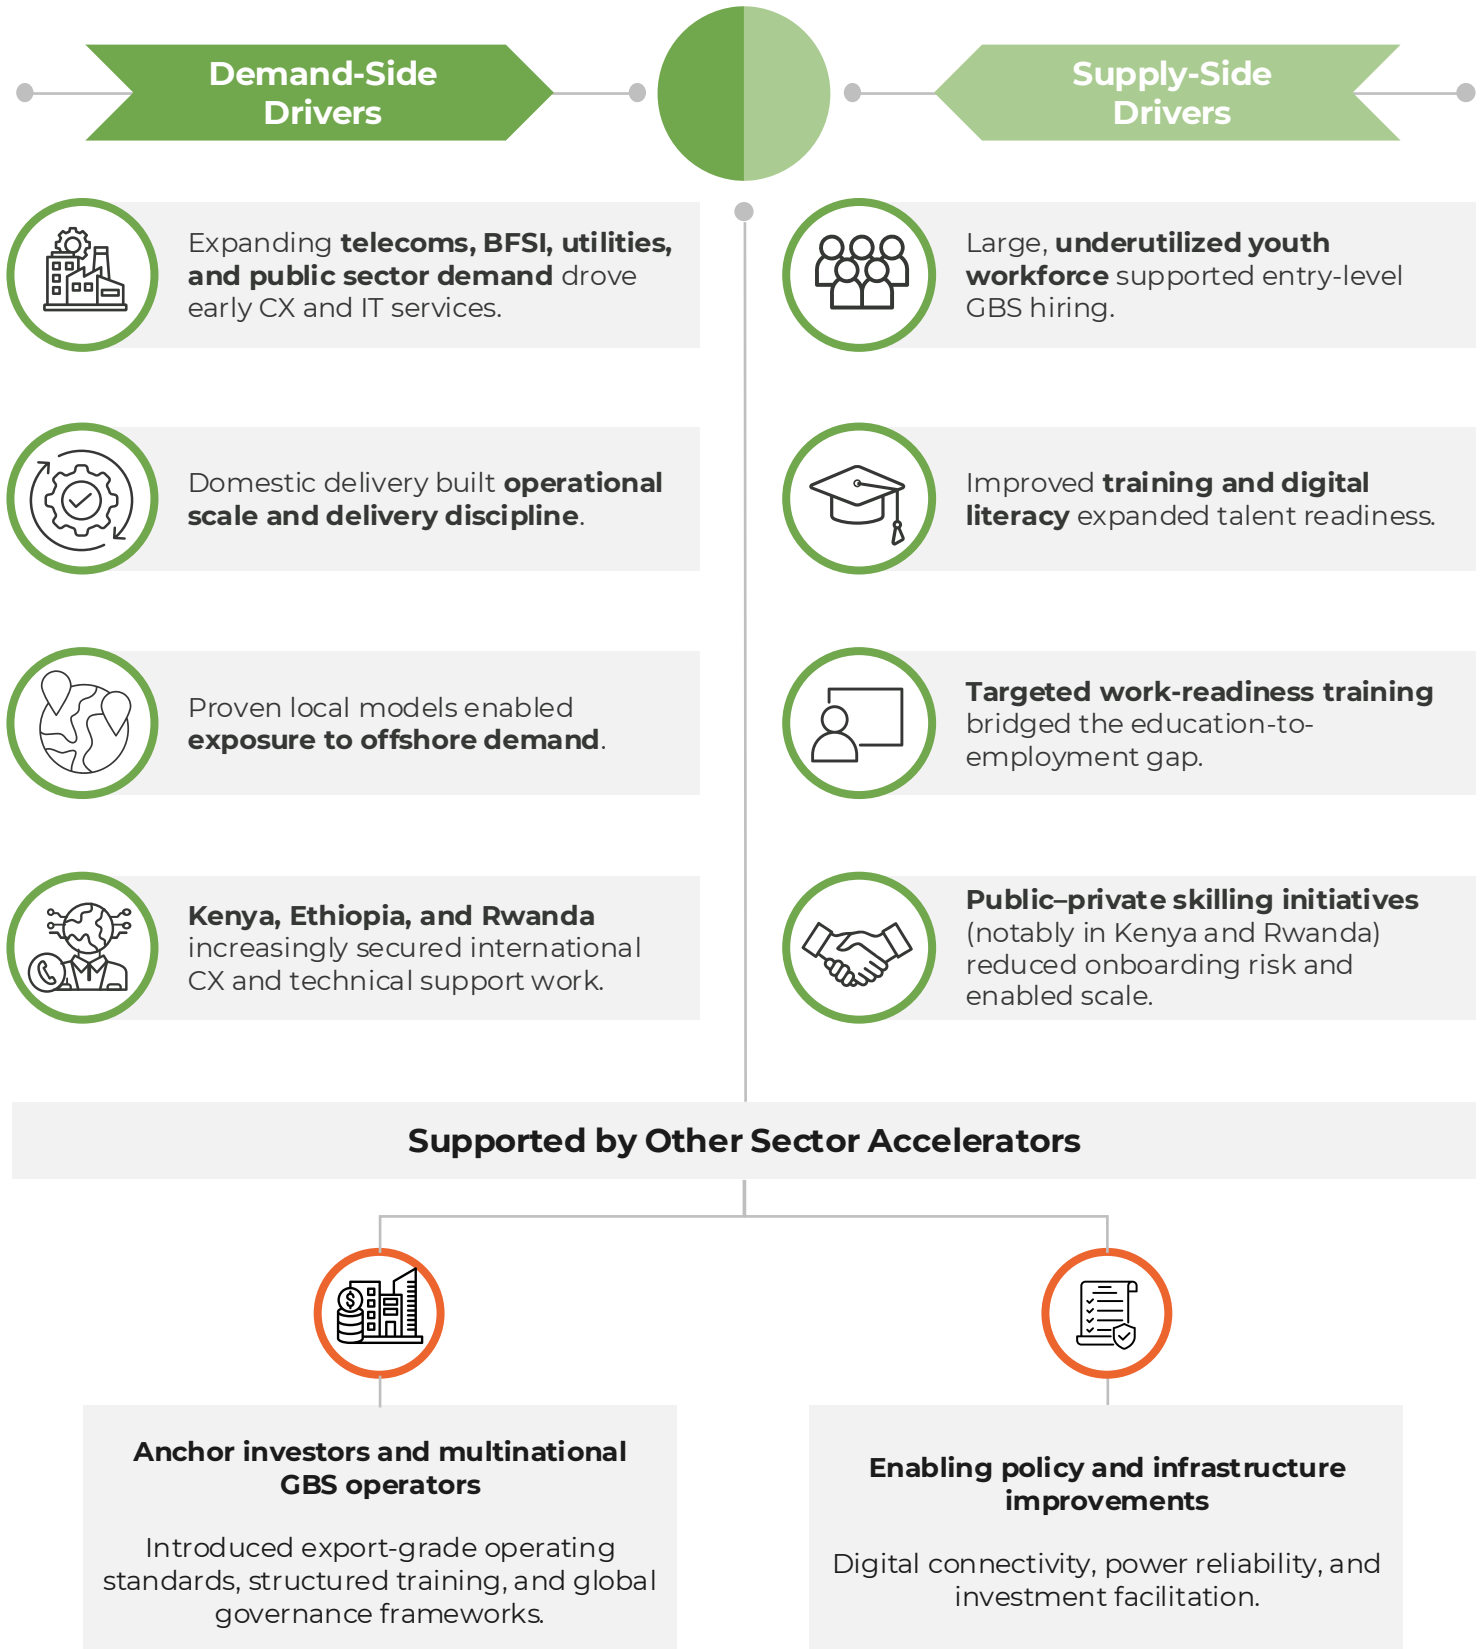 Demand-Side
Drivers
Expanding telecoms, BFSI, utilities,
and public sector demand drove
early CX and IT services.
Domestic delivery built operational
scale and delivery discipline.
Proven local models enabled
exposure to offshore demand.
Kenya, Ethiopia, and Rwanda
increasingly secured international
CX and technical support work.
Supply-Side
Drivers
Large, underutilized youth
workforce supported entry-level
GBS hiring.
Improved training and digital
literacy expanded talent readiness.
Targeted work-readiness training
bridged the education-to-
employment gap.
Public–private skilling initiatives
(notably in Kenya and Rwanda)
reduced onboarding risk and
enabled scale.
Supported by Other Sector Accelerators
$
Anchor investors and multinational
GBS operators
Introduced export-grade operating
standards, structured training, and global
governance frameworks.
Enabling policy and infrastructure
improvements
Digital connectivity, power reliability, and
investment facilitation.